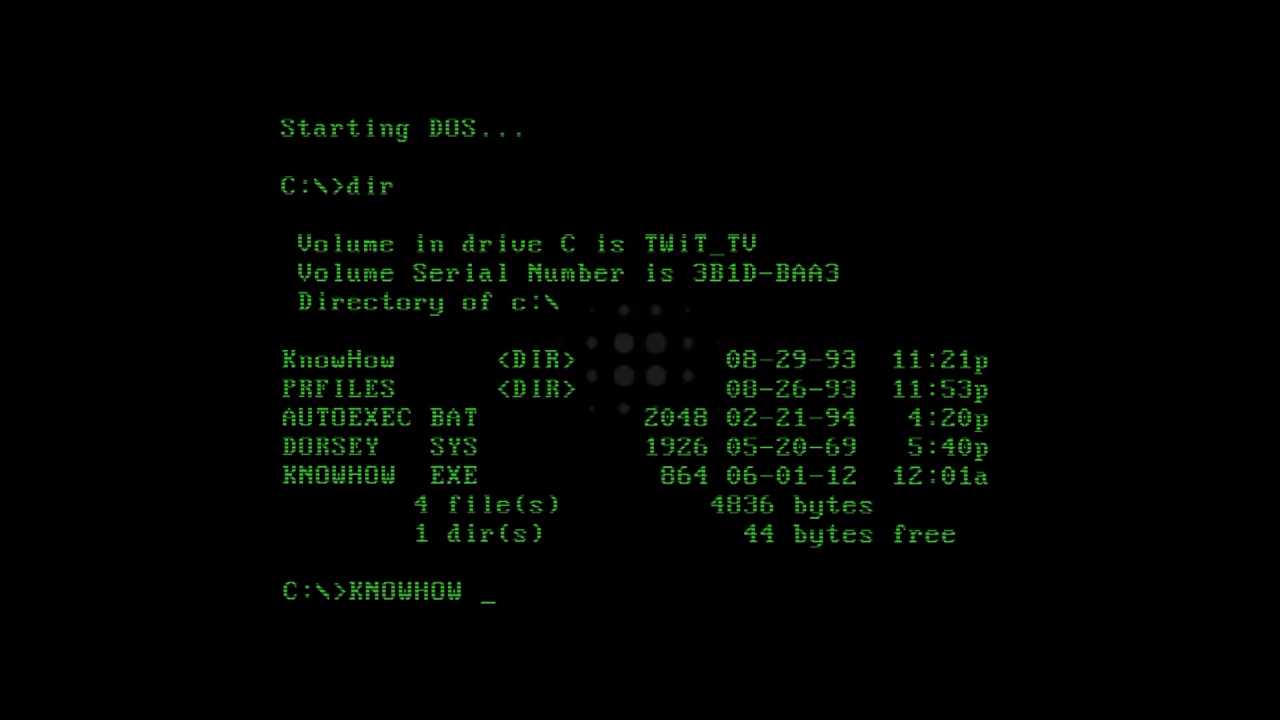 Starting DOS...
C:\>dir
Volume in drive C is TWiT_TV
Volume Serial Number is 3B1D-BAA3
Directory of c:\
KnowHow <DIR> 08-29-93 11:21p
PRFILES <DIR> 08-26-93 11:53p
AUTOEXEC BAT 2048 02-21-94 4:20p
DORSEY SYS 1926 05-20-69 5:40p
KNOWHOW EXE 864 06-01-12 12:01a
4 file(s) 4836 bytes
1 dir(s) 44 bytes free
C:\>KNOWHOW _